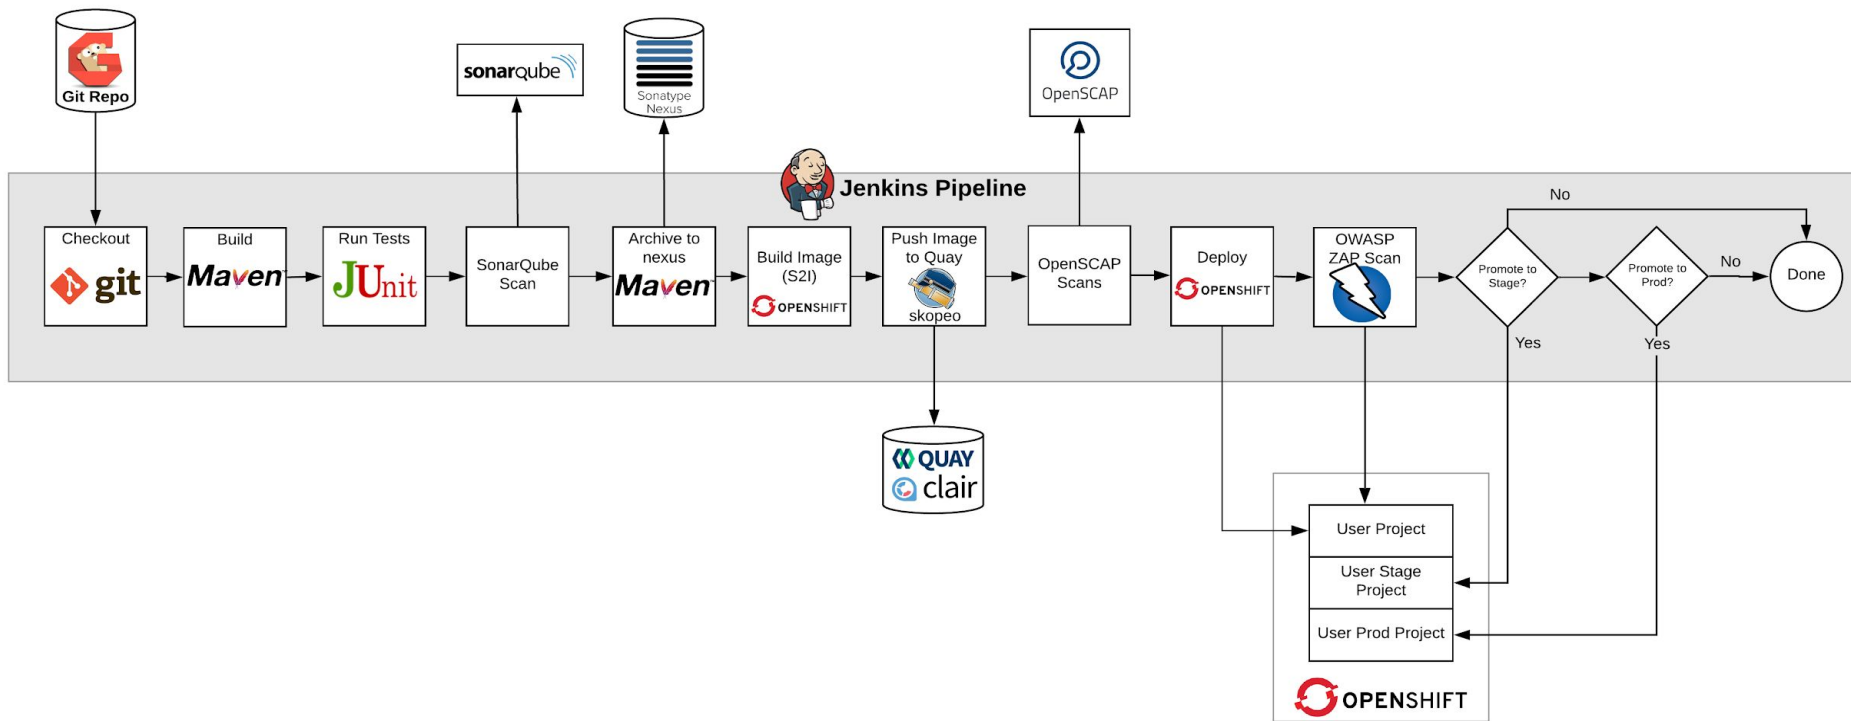 Git Repo
sonarqube
Sonatype
Nexus
OpenSCAP
Jenkins Pipeline
Checkout
git
Build
Maven™
Run Tests
JUnit
SonarQube
Scan
Archive to
nexus
Maven™
Build Image
(S2I)
OPENSHIFT
Push Image
to Quay
skopeo
OpenSCAP
Scans
Deploy
OPENSHIFT
OWASP
ZAP Scan
Promote to
Stage?
No
Yes
Promote to
Prod?
No
Yes
Done
QUAY
clair
User Project
User Stage
Project
User Prod Project
OPENSHIFT